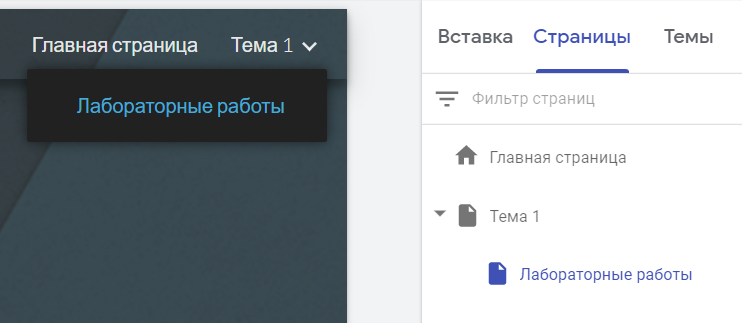 Главная страница Тема 1
Лабораторные работы
Вставка Страницы Темы
Фильтр страниц
Главная страница
Тема 1
Лабораторные работы